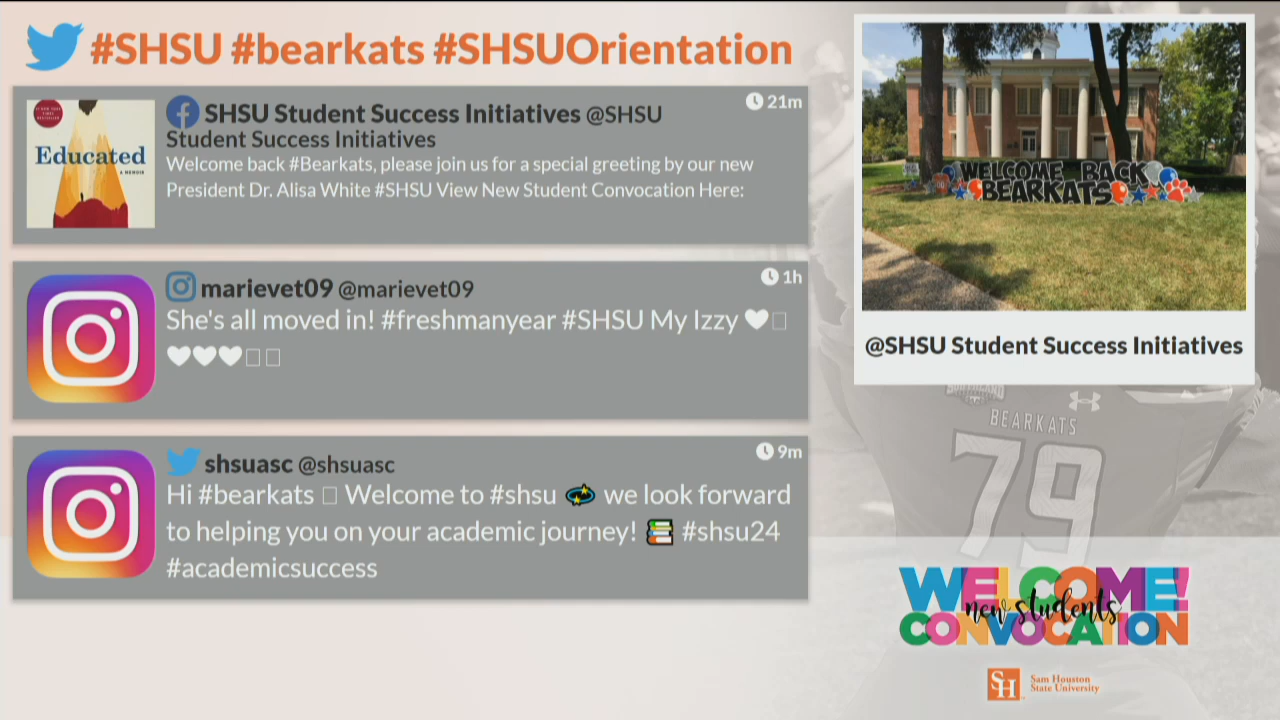 #SHSU #bearkats #SHSUOrientation
21m
SHSU Student Success Initiatives @SHSU
Student Success Initiatives
Welcome back #Bearkats, please join us for a special greeting by our new
President Dr. Alisa White #SHSU View New Student Convocation Here:
Educated
A MEMOIR
1h
marievet09 @marievet09
She's all moved in! #freshmanyear #SHSU My Izzy 🤍□
🤍🤍🤍□□
9m
shsuasc @shsuasc
Hi #bearkats □ Welcome to #shsu 💫 we look forward
to helping you on your academic journey! 📚 #shsu24
#academicsuccess
WELCOME BACK
BEARKATS
@SHSU Student Success Initiatives
SOUTHLAND
BEARKATS
79
WELCOME!
new students
CONVOCATION
SH
Sam Houston
State University